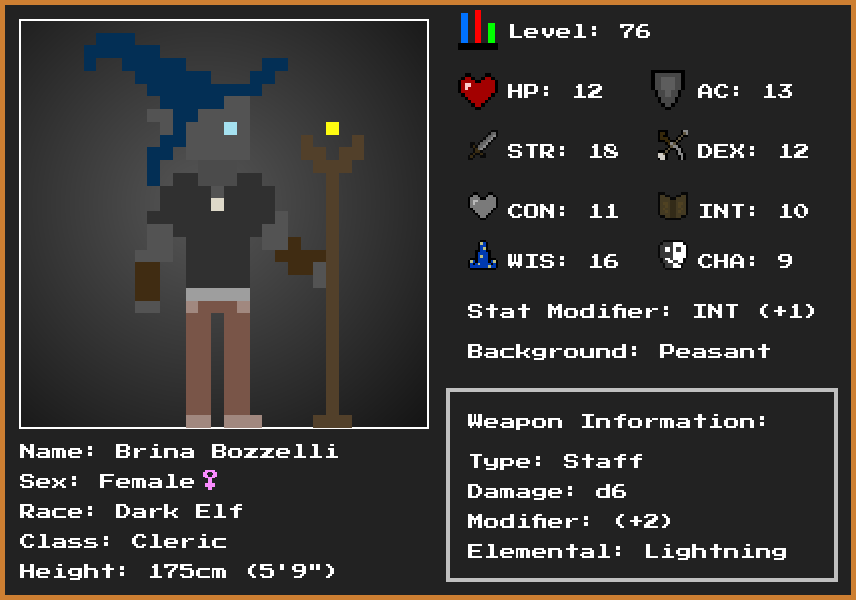 Level: 76
HP: 12 AC: 13
STR: 18 DEX: 12
CON: 11 INT: 10
WIS: 16 CHA: 9
Stat Modifier: INT (+1)
Background: Peasant
Weapon Information:
Type: Staff
Damage: d6
Modifier: (+2)
Elemental: Lightning
Name: Brina Bozzelli
Sex: Female♀
Race: Dark Elf
Class: Cleric
Height: 175cm (5'9")